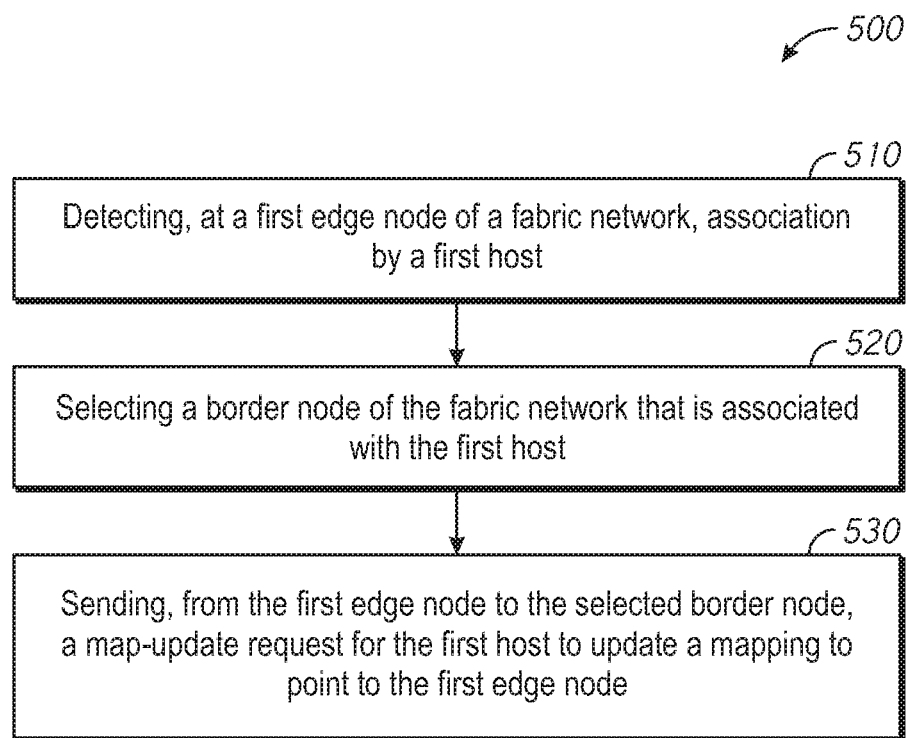 500
510
Detecting, at a first edge node of a fabric network, association
by a first host
520
Selecting a border node of the fabric network that is associated
with the first host
530
Sending, from the first edge node to the selected border node,
a map-update request for the first host to update a mapping to
point to the first edge node